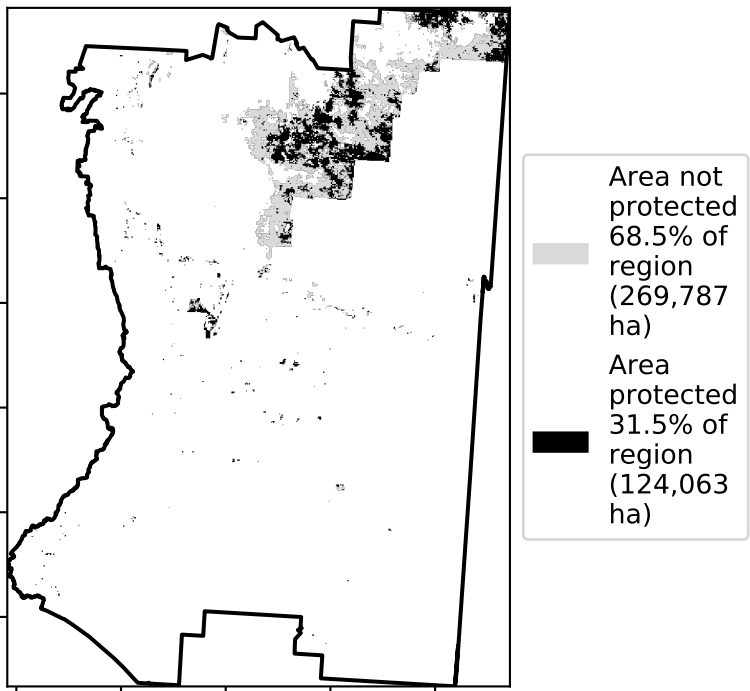 Area not
protected
68.5% of
region
(269,787
ha)
Area
protected
31.5% of
region
(124,063
ha)